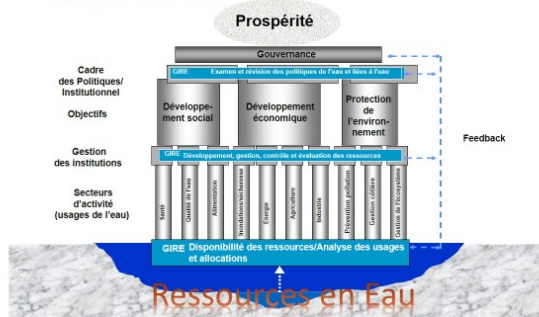 Prospérité
Gouvernance
Cadre
des Politiques/
Institutionnel
GIRE Examen et révision des politiques de l'eau et liées à l'eau
Objectifs
Développe-
ment social
Développement
économique
Protection
de l'environ-
nement
Feedback
Gestion
des institutions
GIRE Développement, gestion, contrôle et évaluation des ressources
Secteurs
d'activité
(usages de l'eau)
Santé
Qualité de l'eau
Alimentation
Inondations/sécheresse
Energie
Agriculture
Industrie
Prévention pollution
Gestion côtière
Gestion de l'écosystème
GIRE Disponibilité des ressources/Analyse des usages
et allocations
Ressources en Eau